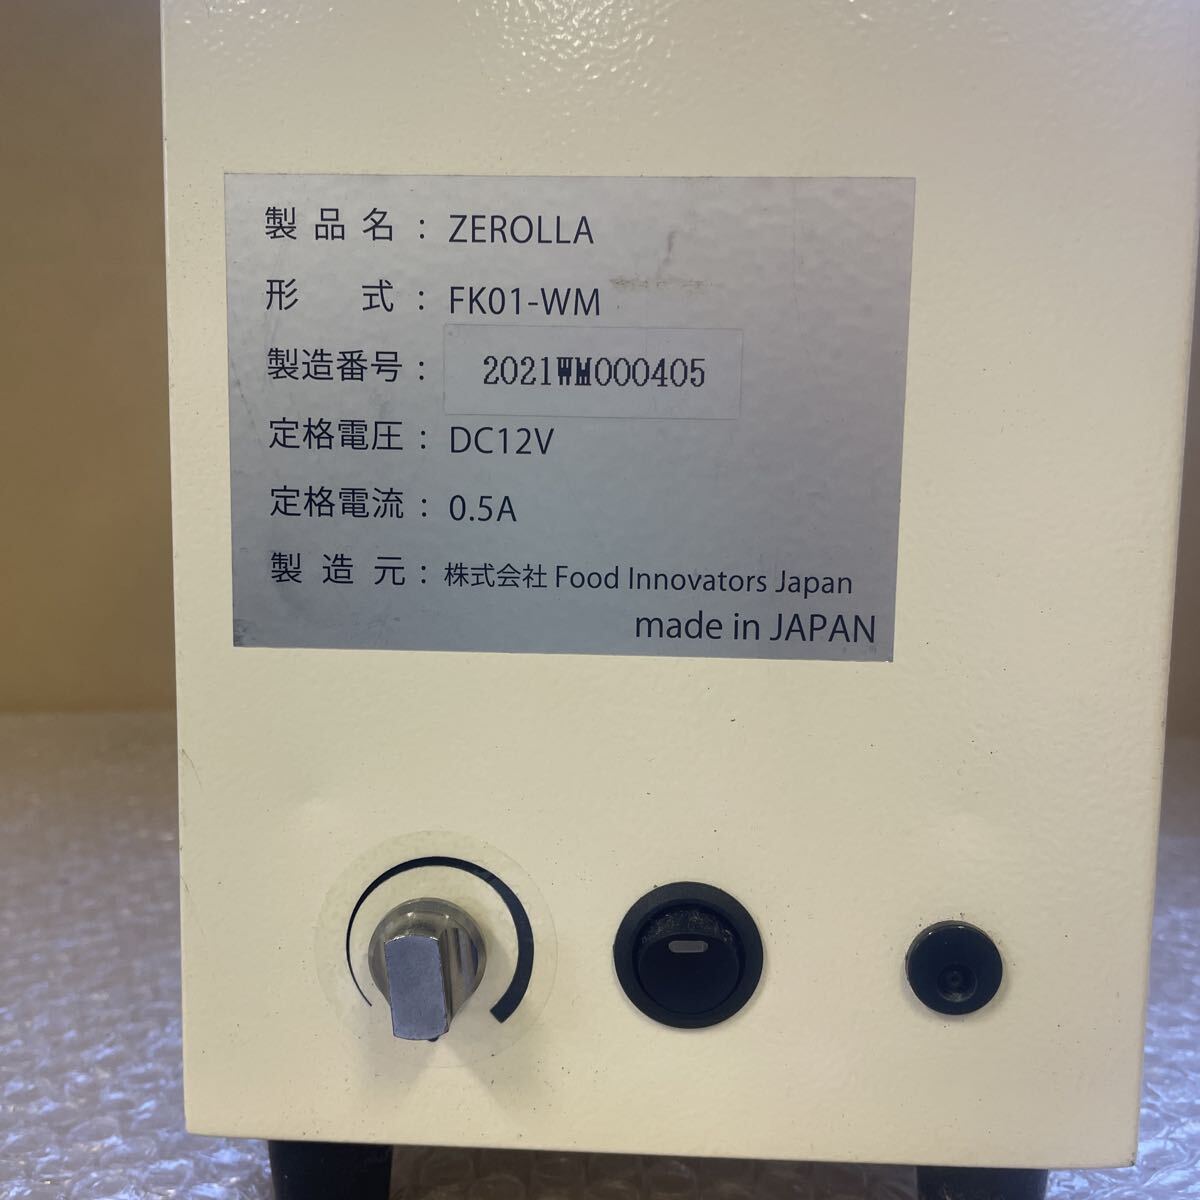 製品名：ZEROLLA
形　式：FK01-WM
製造番号：2021WM000405
定格電圧：DC12V
定格電流：0.5A
製造元：株式会社 Food Innovators Japan
made in JAPAN